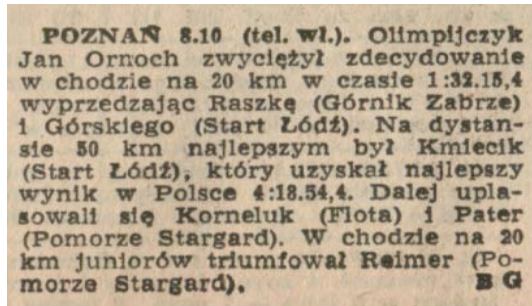 POZNAŃ 8.10 (tel. wł.). Olimpijczyk
Jan Ornoch zwyciężył zdecydowanie
w chodzie na 20 km w czasie 1:32.15,4
wyprzedzając Raszkę (Górnik Zabrze)
i Górskiego (Start Łódź). Na dystan-
sie 50 km najlepszym był Kmiecik
(Start Łódź), który uzyskał najlepszy
wynik w Polsce 4:18.54,4. Dalej upla-
sowali się Korneluk (Flota) i Pater
(Pomorze Stargard). W chodzie na 20
km juniorów triumfował Reimer (Po-
morze Stargard). B G